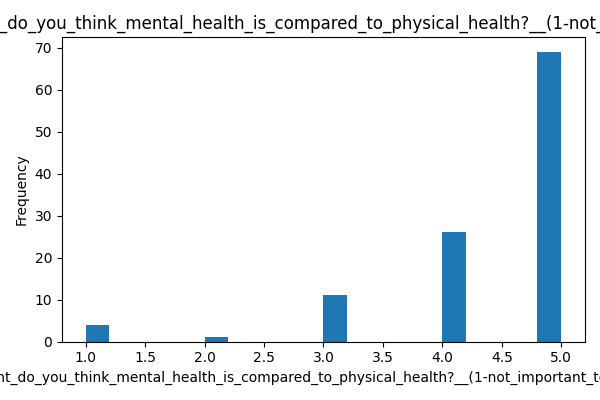 _do_you_think_mental_health_is_compared_to_physical_health?__(1-not_
70
60
50
40
30
20
10
0
Frequency
1.0 1.5 2.0 2.5 3.0 3.5 4.0 4.5 5.0
nt_do_you_think_mental_health_is_compared_to_physical_health?__(1-not_important_to